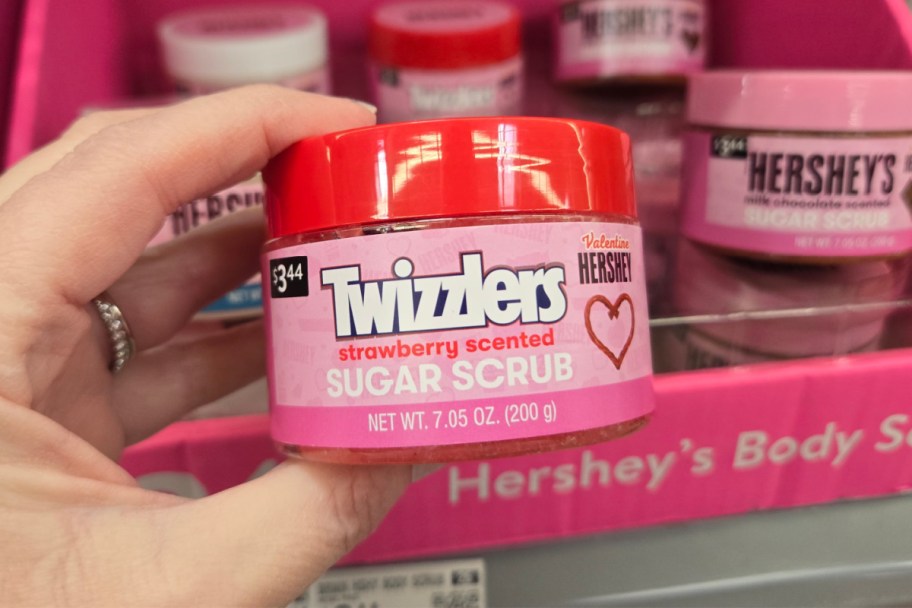 HERSHEY'S
Twizzlers
HERSHEY'S
$3.44
HERSHEY'S
milk chocolate scented
SUGAR SCRUB
NET WT. 7.05 OZ. (200 g)
$3.44
Valentine
HERSHEY
Twizzlers
strawberry scented
SUGAR SCRUB
NET WT. 7.05 OZ. (200 g)
Hershey's Body